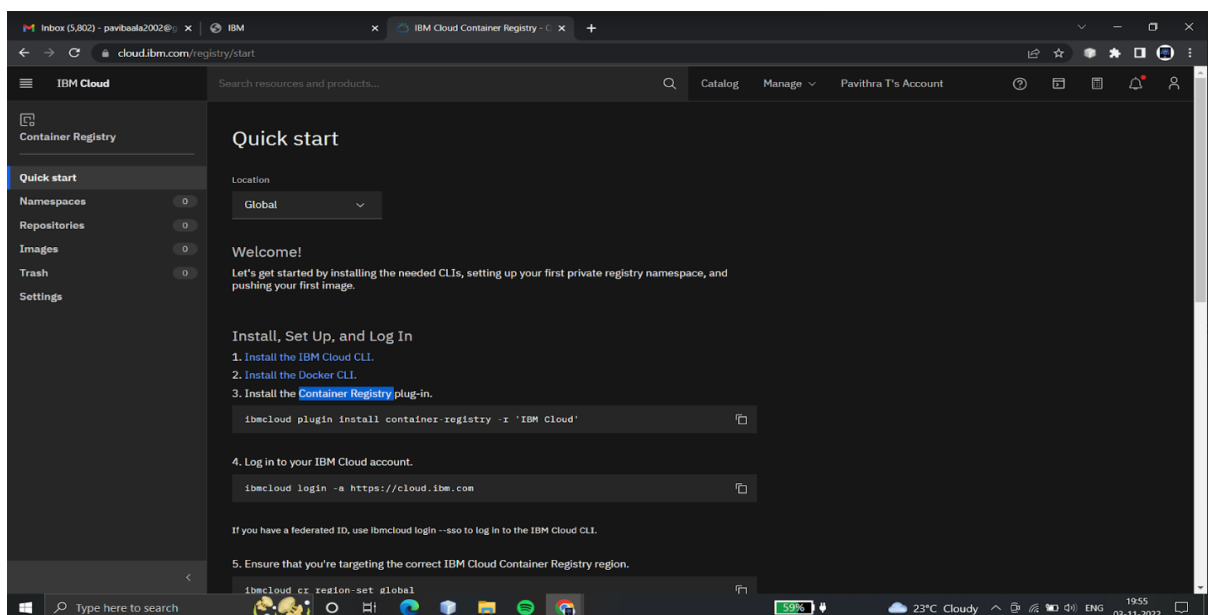 Inbox (5,802) - pavibaala2002@g
IBM
IBM Cloud Container Registry - C
cloud.ibm.com/registry/start
IBM Cloud
Search resources and products...
Catalog
Manage
Pavithra T's Account
Container Registry
Quick start
Namespaces 0
Repositories 0
Images 0
Trash 0
Settings
Quick start
Location
Global
Welcome!
Let's get started by installing the needed CLIs, setting up your first private registry namespace, and
pushing your first image.
Install, Set Up, and Log In
1. Install the IBM Cloud CLI.
2. Install the Docker CLI.
3. Install the Container Registry plug-in.
ibmcloud plugin install container-registry -r 'IBM Cloud'
4. Log in to your IBM Cloud account.
ibmcloud login -a https://cloud.ibm.com
If you have a federated ID, use ibmcloud login --sso to log in to the IBM Cloud CLI.
5. Ensure that you're targeting the correct IBM Cloud Container Registry region.
ibmcloud cr region-set global
Type here to search
59%
23°C Cloudy
ENG
19:55
03-11-2022